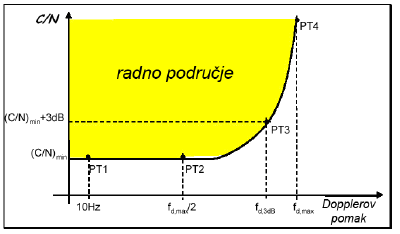 C/N
PT4
radno područje
(C/N)min+3dB
PT3
(C/N)min
PT1
PT2
10Hz
fd,max/2
fd,3dB
fd,max
Dopplerov
pomak